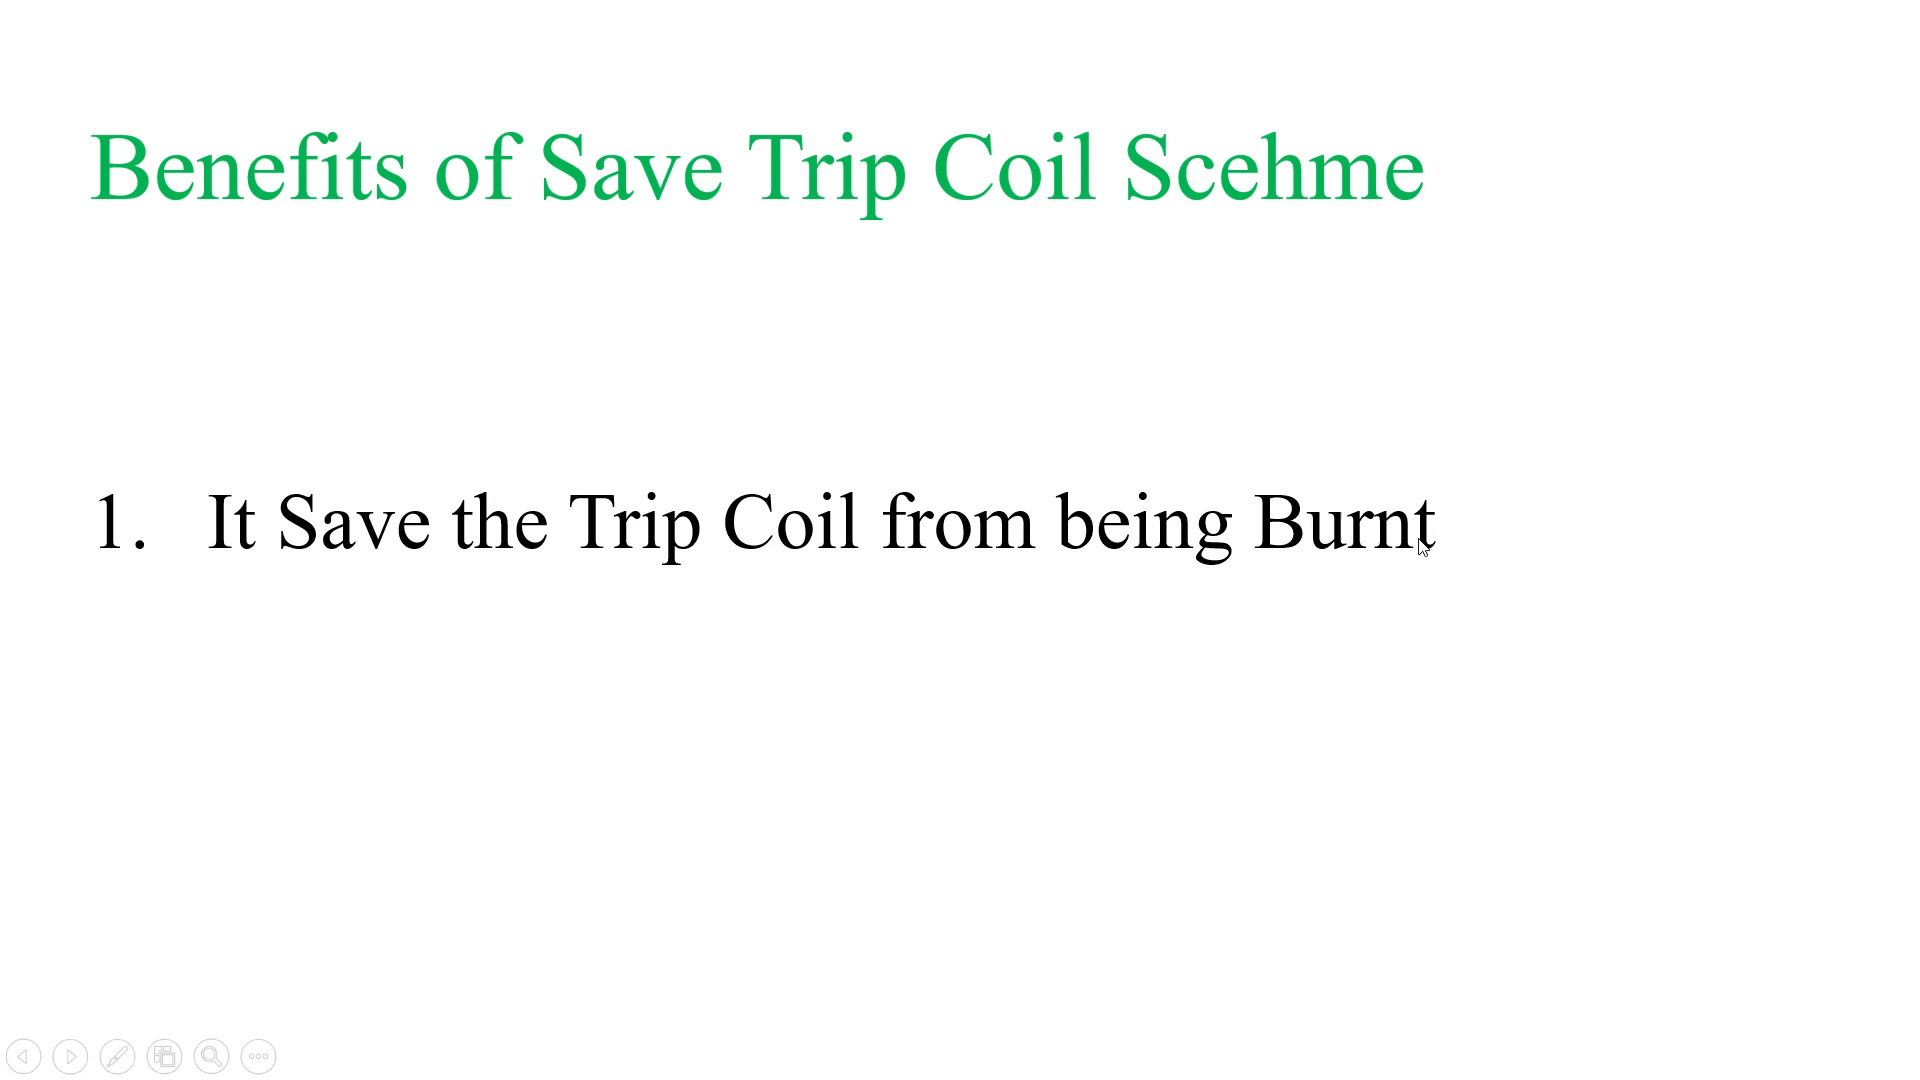 Benefits of Save Trip Coil Scehme
1. It Save the Trip Coil from being Burnt